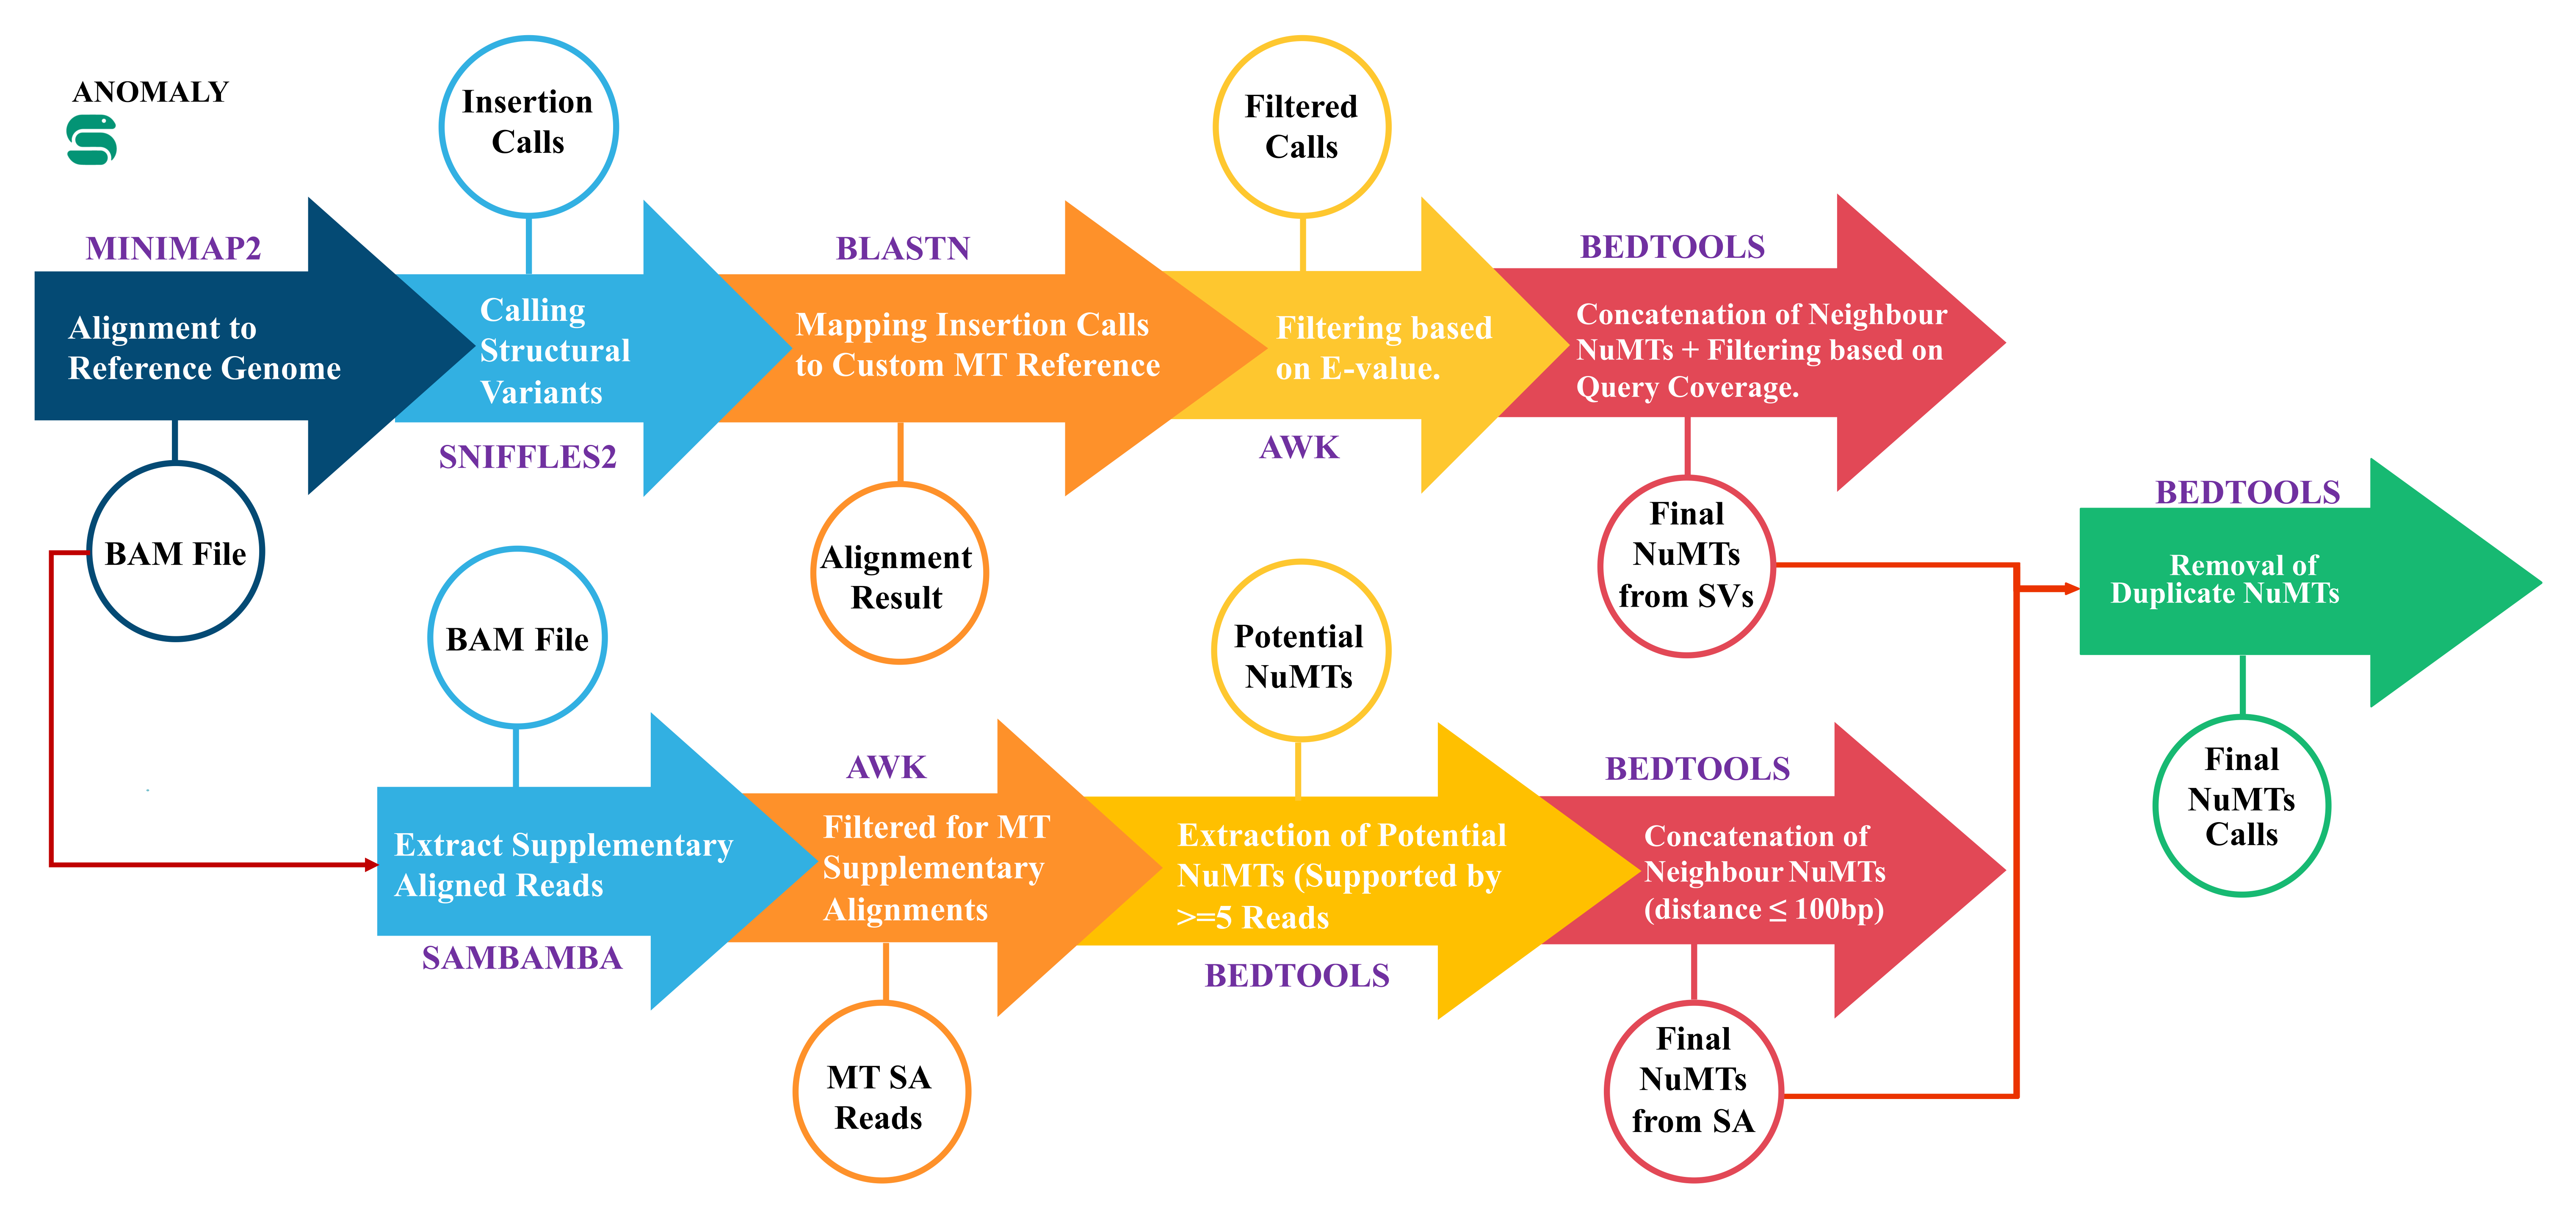 ANOMALY
Insertion
Calls
Filtered
Calls
MINIMAP2
Alignment to
Reference Genome
BAM File
Calling
Structural
Variants
SNIFFLES2
BLASTN
Mapping Insertion Calls
to Custom MT Reference
Alignment
Result
Filtering based
on E-value.
AWK
BEDTOOLS
Concatenation of Neighbour
NuMTs + Filtering based on
Query Coverage.
Final
NuMTs
from SVs
BAM File
Extract Supplementary
Aligned Reads
SAMBAMBA
AWK
Filtered for MT
Supplementary
Alignments
MT SA
Reads
Potential
NuMTs
Extraction of Potential
NuMTs (Supported by
>=5 Reads
BEDTOOLS
BEDTOOLS
Concatenation of
Neighbour NuMTs
(distance ≤ 100bp)
Final
NuMTs
from SA
BEDTOOLS
Removal of
Duplicate NuMTs
Final
NuMTs
Calls